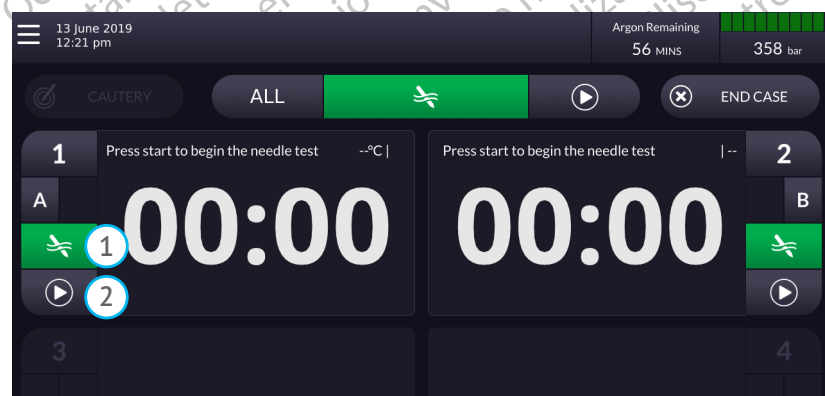 13 June 2019
12:21 pm
Argon Remaining
56 MINS
358 bar
CAUTERY
ALL
END CASE
1
Press start to begin the needle test
--°C |
Press start to begin the needle test
| --
2
A
00:00
00:00
B
1
2
3
4